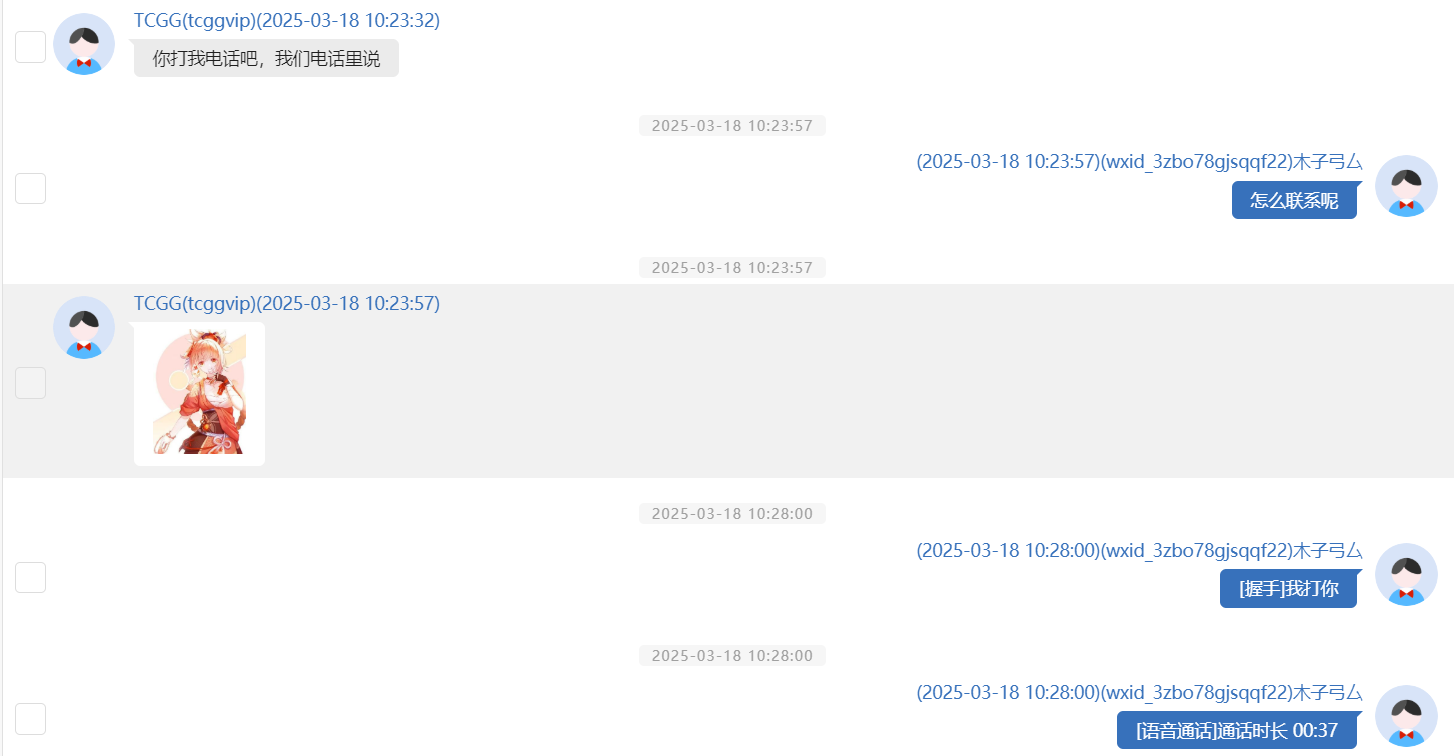 TCGG(tcggvip)(2025-03-18 10:23:32)
你打我电话吧，我们电话里说
2025-03-18 10:23:57
(2025-03-18 10:23:57)(wxid_3zbo78gjsqqf22)木子弓厶
怎么联系呢
2025-03-18 10:23:57
TCGG(tcggvip)(2025-03-18 10:23:57)
2025-03-18 10:28:00
(2025-03-18 10:28:00)(wxid_3zbo78gjsqqf22)木子弓厶
[握手]我打你
2025-03-18 10:28:00
(2025-03-18 10:28:00)(wxid_3zbo78gjsqqf22)木子弓厶
[语音通话]通话时长 00:37